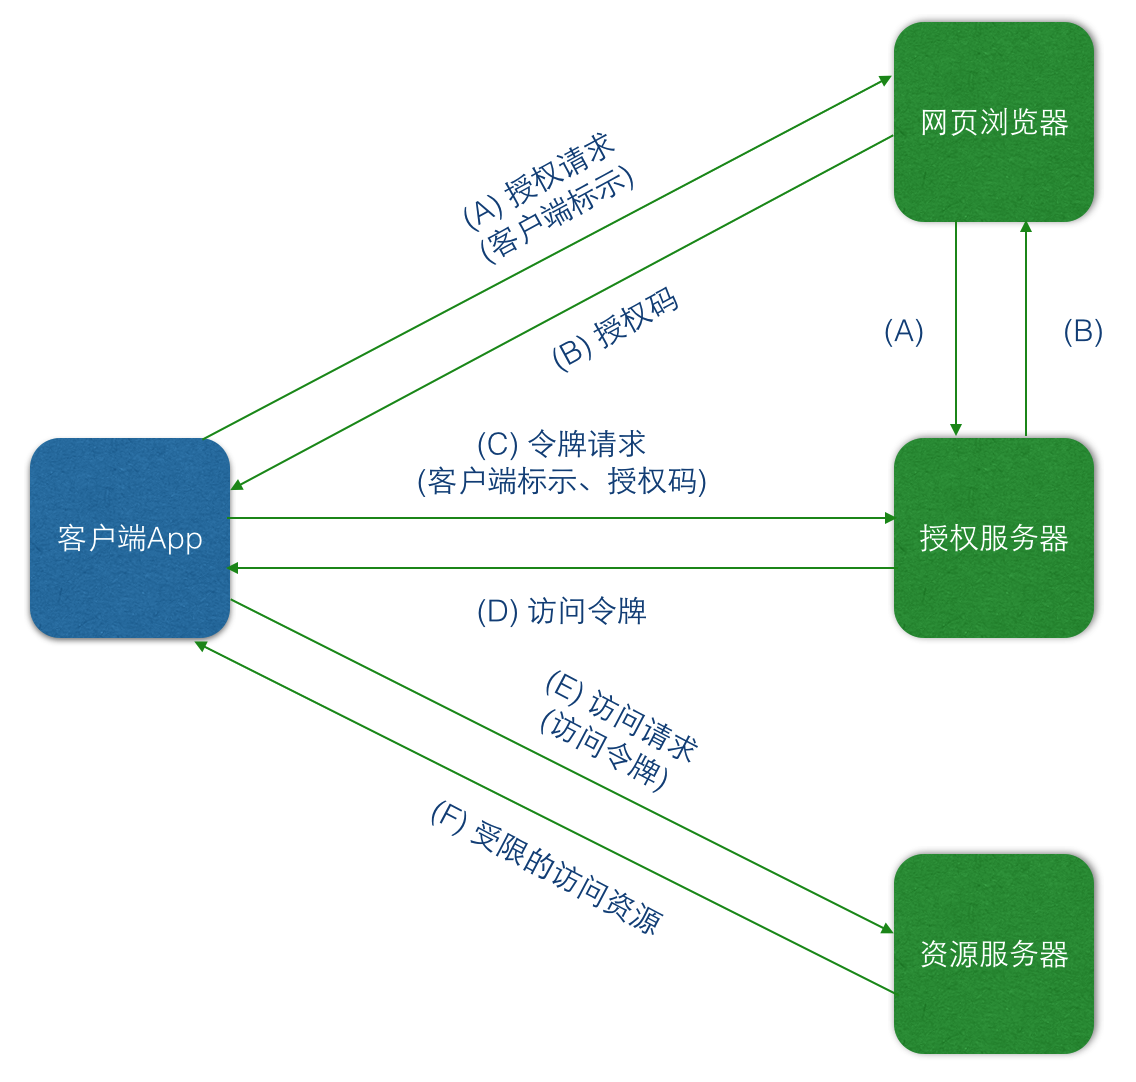 网页浏览器
(A) 授权请求
(客户端标示)
(B) 授权码
(A)
(B)
(C) 令牌请求
(客户端标示、授权码)
客户端App
授权服务器
(D) 访问令牌
(E) 访问请求
(访问令牌)
(F) 受限的访问资源
资源服务器